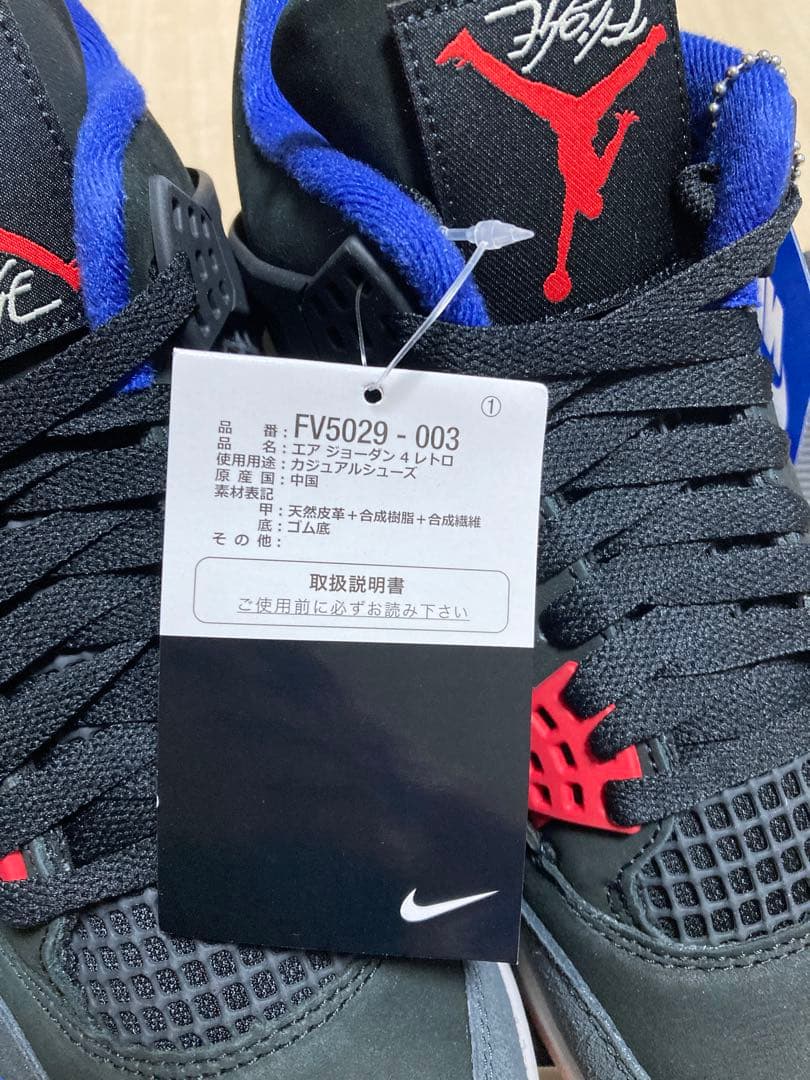 Flight
①
品 番 : FV5029 - 003
品 名 : エア ジョーダン 4 レトロ
使用用途 : カジュアルシューズ
原 産 国 : 中国
素材表記
甲 : 天然皮革＋合成樹脂＋合成繊維
底 : ゴム底
そ の 他 :
取扱説明書
ご使用前に必ずお読み下さい